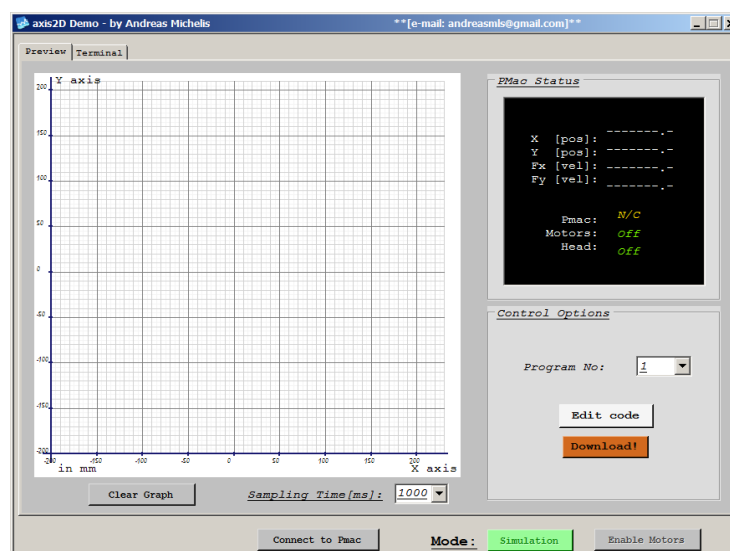 axis2D Demo - by Andreas Michelis **[e-mail: andreasmls@gmail.com]**
Preview Terminal
Y axis
200
150
100
50
0
-50
-100
-150
-200
-200 -150 -100 -50 0 50 100 150 200
in mm X axis
Clear Graph Sampling Time[ms]: 1000
PMac Status
X [pos]: -------.-
Y [pos]: -------.-
Fx [vel]: -------.-
Fy [vel]: -------.-
Pmac: N/C
Motors: Off
Head: Off
Control Options
Program No: 1
Edit code
Download!
Connect to Pmac Mode: Simulation Enable Motors